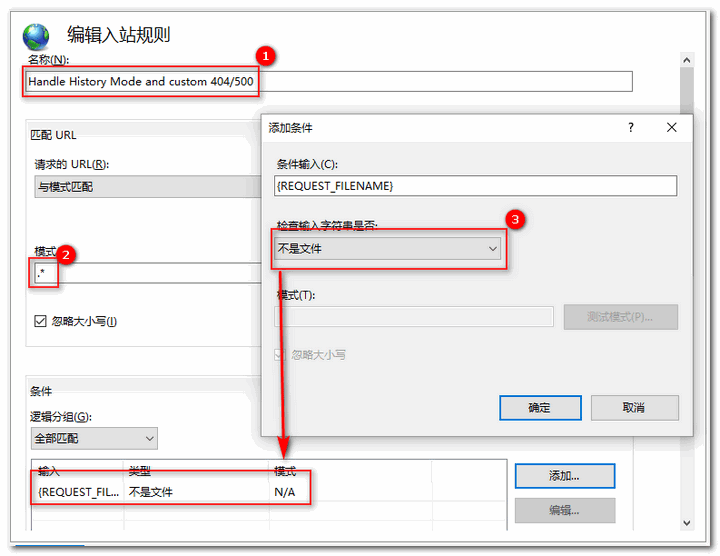 编辑入站规则
名称(N):
1
Handle History Mode and custom 404/500
匹配 URL
请求的 URL(R):
与模式匹配
模式
2
.*
忽略大小写(I)
添加条件
? ×
条件输入(C):
{REQUEST_FILENAME}
检查输入字符串是否:
3
不是文件
模式(T):
测试模式(P)...
忽略大小写
确定 取消
条件
逻辑分组(G):
全部匹配
输入 类型 模式
{REQUEST_FIL... 不是文件 N/A
添加...
编辑...